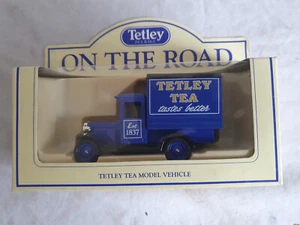 Tetley
ON THE ROAD
TETLEY
TEA
tastes better
Est
1837
TETLEY TEA MODEL VEHICLE